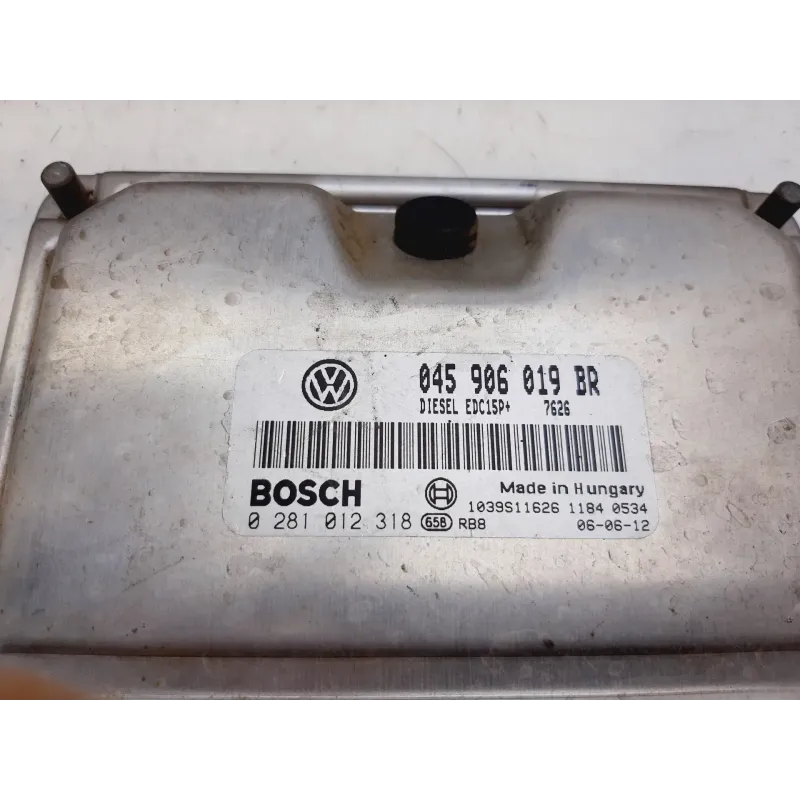 VW 045 906 019 BR
DIESEL EDC15P+ 7626
BOSCH Made in Hungary
1039S11626 1184 0534
0 281 012 318 658 RB8 06-06-12